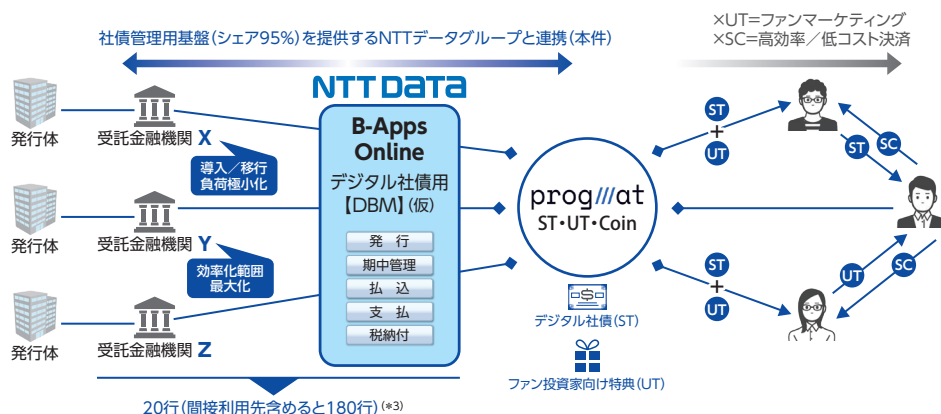 社債管理用基盤(シェア95%)を提供するNTTデータグループと連携(本件)
×UT=ファンマーケティング
×SC=高効率/低コスト決済
NTT DATA
B-Apps
Online
デジタル社債用
【DBM】(仮)
発 行
期中管理
払 込
支 払
税納付
発行体
受託金融機関 X
導入/移行
負荷極小化
発行体
受託金融機関 Y
効率化範囲
最大化
発行体
受託金融機関 Z
20行(間接利用先含めると180行)(*3)
progmat
ST・UT・Coin
デジタル社債(ST)
ファン投資家向け特典(UT)
ST
+
UT
ST
SC
ST
+
UT
UT
SC